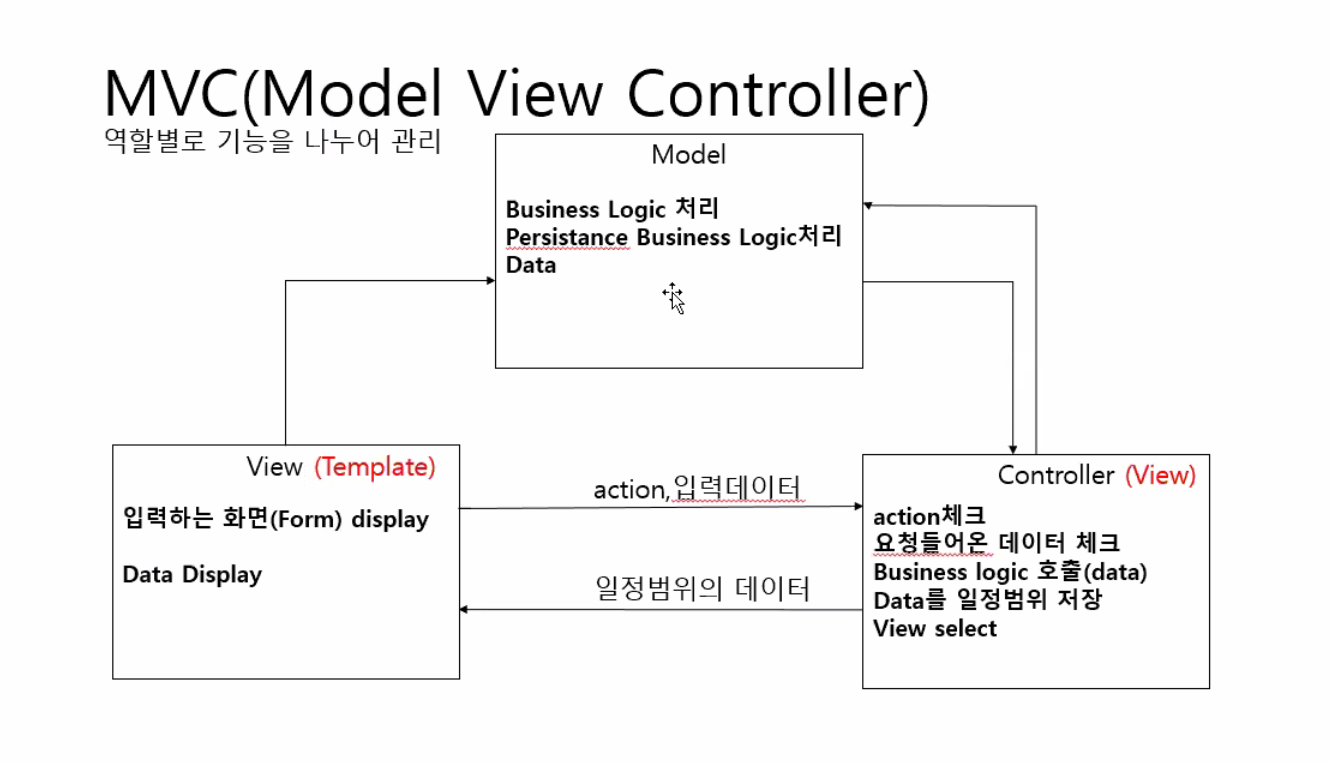 MVC(Model View Controller)
역할별로 기능을 나누어 관리
Model
Business Logic 처리
Persistance Business Logic처리
Data
View (Template)
입력하는 화면(Form) display
Data Display
action,입력데이터
일정범위의 데이터
Controller (View)
action체크
요청들어온 데이터 체크
Business logic 호출(data)
Data를 일정범위 저장
View select